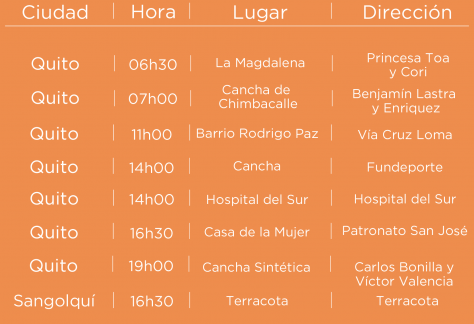 Ciudad | Hora | Lugar | Dirección
Quito | 06h30 | La Magdalena | Princesa Toa
y Cori
Quito | 07h00 | Cancha de
Chimbacalle | Benjamín Lastra
y Enriquez
Quito | 11h00 | Barrio Rodrigo Paz | Vía Cruz Loma
Quito | 14h00 | Cancha | Fundeporte
Quito | 14h00 | Hospital del Sur | Hospital del Sur
Quito | 16h30 | Casa de la Mujer | Patronato San José
Quito | 19h00 | Cancha Sintética | Carlos Bonilla y
Víctor Valencia
Sangolquí | 16h30 | Terracota | Terracota